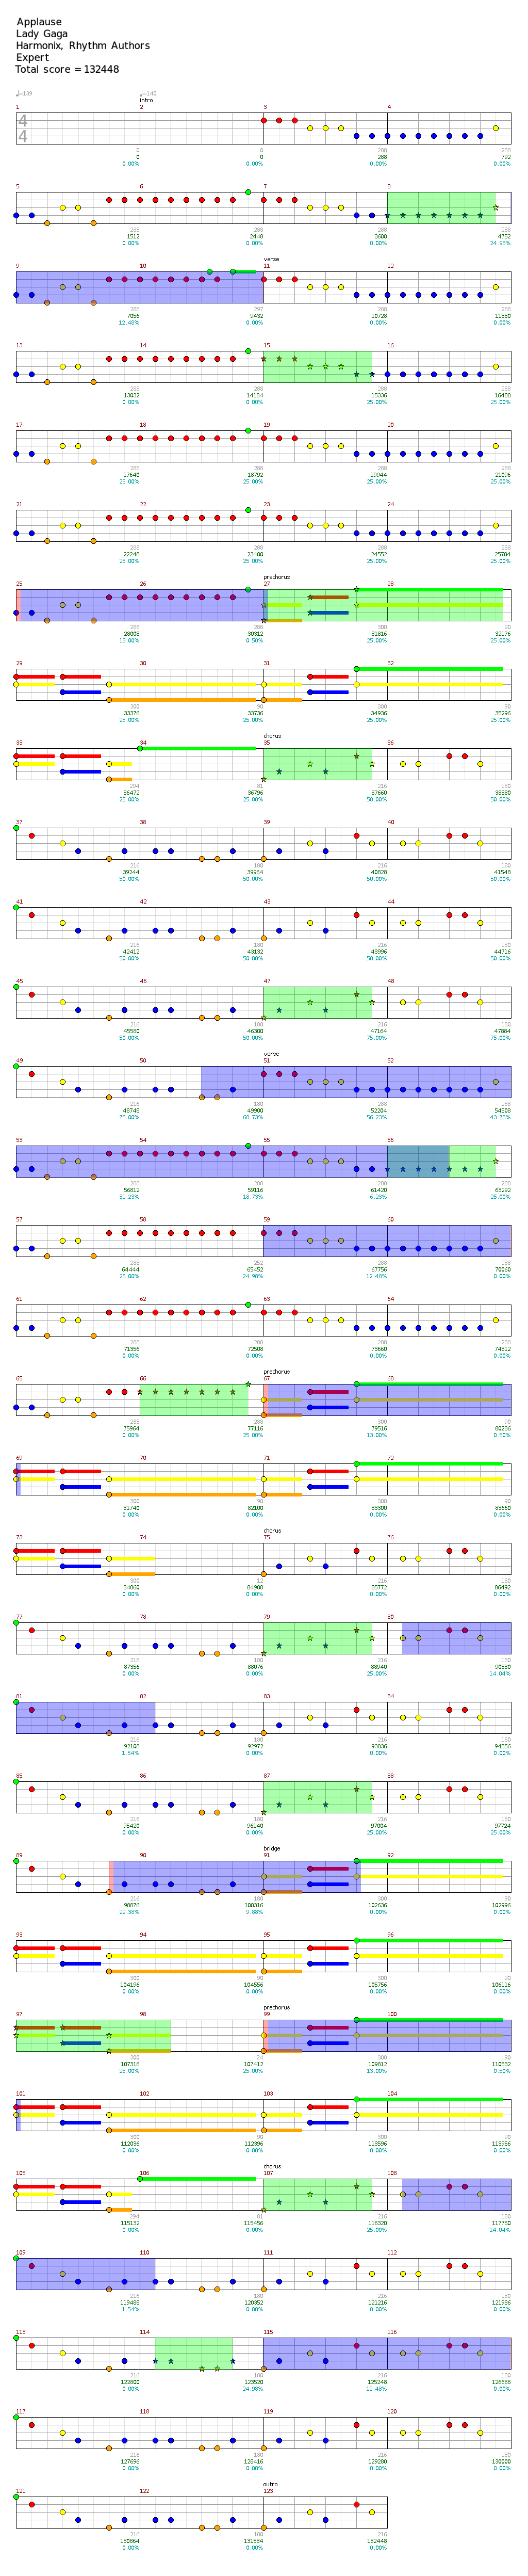 Applause
Lady Gaga
Harmonix, Rhythm Authors
Expert
Total score = 132448
♩=139 ♩=140
intro
1 2 3 4
4
4
0 0 288 288
0 0 288 792
0.00% 0.00% 0.00% 0.00%
5 6 7 8
288 288 288 288
1512 2448 3600 4752
0.00% 0.00% 0.00% 24.98%
verse
9 10 11 12
288 297 288 288
7056 9432 10728 11880
12.48% 0.00% 0.00% 0.00%
13 14 15 16
288 288 288 288
13032 14184 15336 16488
0.00% 0.00% 25.00% 25.00%
17 18 19 20
288 288 288 288
17640 18792 19944 21096
25.00% 25.00% 25.00% 25.00%
21 22 23 24
288 288 288 288
22248 23400 24552 25704
25.00% 25.00% 25.00% 25.00%
prechorus
25 26 27 28
288 288 300 90
28008 30312 31816 32176
13.00% 0.50% 25.00% 25.00%
29 30 31 32
300 90 300 90
33376 33736 34936 35296
25.00% 25.00% 25.00% 25.00%
chorus
33 34 35 36
294 81 216 180
36472 36796 37660 38380
25.00% 25.00% 50.00% 50.00%
37 38 39 40
216 180 216 180
39244 39964 40828 41548
50.00% 50.00% 50.00% 50.00%
41 42 43 44
216 180 216 180
42412 43132 43996 44716
50.00% 50.00% 50.00% 50.00%
45 46 47 48
216 180 216 180
45580 46300 47164 47884
50.00% 50.00% 75.00% 75.00%
verse
49 50 51 52
216 180 288 288
48748 49900 52204 54508
75.00% 68.73% 56.23% 43.73%
53 54 55 56
288 288 288 288
56812 59116 61420 63292
31.23% 18.73% 6.23% 25.00%
57 58 59 60
288 252 288 288
64444 65452 67756 70060
25.00% 24.98% 12.48% 0.00%
61 62 63 64
288 288 288 288
71356 72508 73660 74812
0.00% 0.00% 0.00% 0.00%
prechorus
65 66 67 68
288 288 300 90
75964 77116 79516 80236
0.00% 25.00% 13.00% 0.50%
69 70 71 72
300 90 300 90
81740 82100 83300 83660
0.00% 0.00% 0.00% 0.00%
chorus
73 74 75 76
300 12 216 180
84860 84908 85772 86492
0.00% 0.00% 0.00% 0.00%
77 78 79 80
216 180 216 180
87356 88076 88940 90380
0.00% 0.00% 25.00% 14.04%
81 82 83 84
216 180 216 180
92108 92972 93836 94556
1.54% 0.00% 0.00% 0.00%
85 86 87 88
216 180 216 180
95420 96140 97004 97724
0.00% 0.00% 25.00% 25.00%
bridge
89 90 91 92
216 180 300 90
98876 100316 102636 102996
22.38% 9.88% 0.00% 0.00%
93 94 95 96
300 90 300 90
104196 104556 105756 106116
0.00% 0.00% 0.00% 0.00%
prechorus
97 98 99 100
300 24 300 90
107316 107412 109812 110532
25.00% 25.00% 13.00% 0.50%
101 102 103 104
300 90 300 90
112036 112396 113596 113956
0.00% 0.00% 0.00% 0.00%
chorus
105 106 107 108
294 81 216 180
115132 115456 116320 117760
0.00% 0.00% 25.00% 14.04%
109 110 111 112
216 180 216 180
119488 120352 121216 121936
1.54% 0.00% 0.00% 0.00%
113 114 115 116
216 180 216 180
122800 123520 125248 126688
0.00% 24.98% 12.48% 0.00%
117 118 119 120
216 180 216 180
127696 128416 129280 130000
0.00% 0.00% 0.00% 0.00%
outro
121 122 123
216 180 216
130864 131584 132448
0.00% 0.00% 0.00%